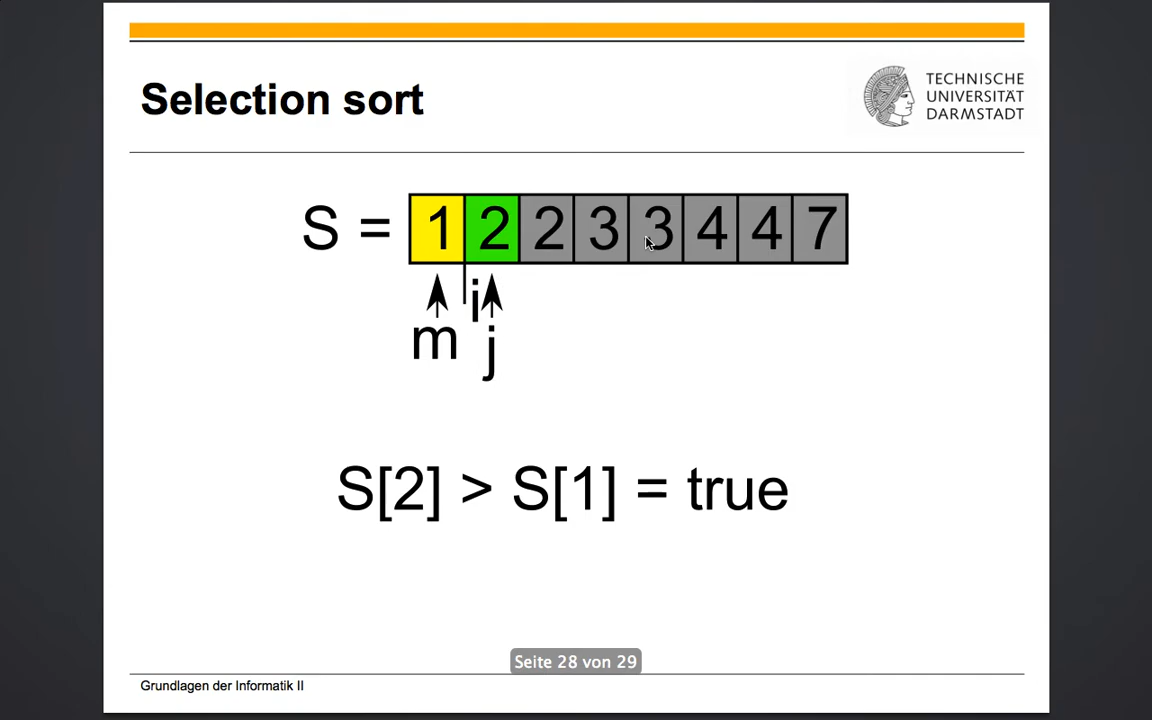 Selection sort
TECHNISCHE
UNIVERSITÄT
DARMSTADT
S = 1 2 2 3 3 4 4 7
i
m j
S[2] > S[1] = true
Seite 28 von 29
Grundlagen der Informatik II